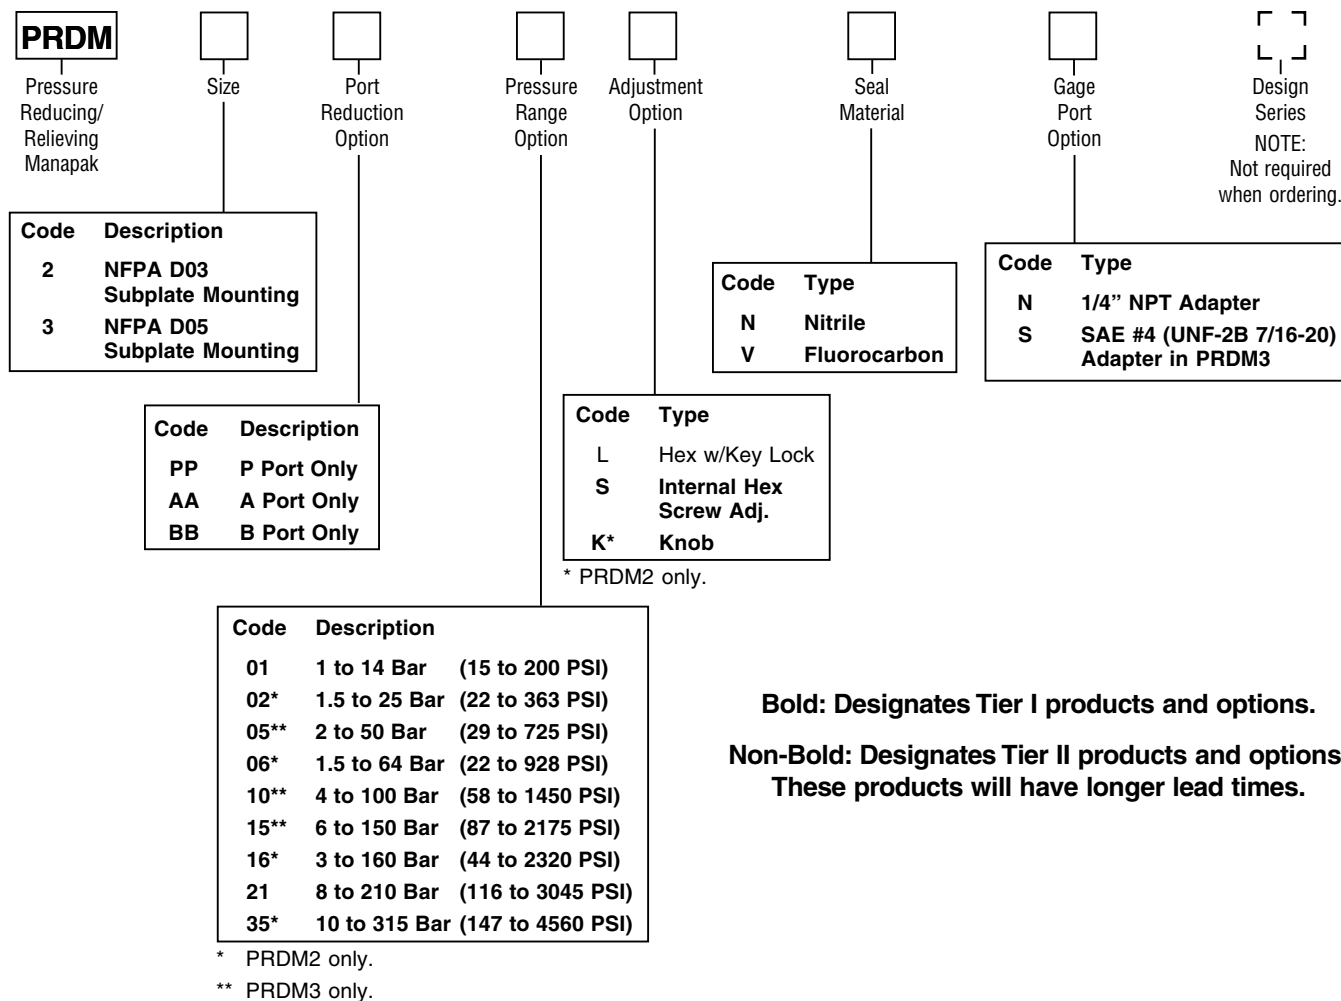 PRDM
Pressure
Reducing/
Relieving
Manapak
Size
Port
Reduction
Option
Pressure
Range
Option
Adjustment
Option
Seal
Material
Gage
Port
Option
Design
Series
NOTE:
Not required
when ordering.
Code Description
2 NFPA D03
Subplate Mounting
3 NFPA D05
Subplate Mounting
Code Type
N Nitrile
V Fluorocarbon
Code Type
N 1/4” NPT Adapter
S SAE #4 (UNF-2B 7/16-20)
Adapter in PRDM3
Code Description
PP P Port Only
AA A Port Only
BB B Port Only
Code Type
L Hex w/Key Lock
S Internal Hex
Screw Adj.
K* Knob
* PRDM2 only.
Code Description
01 1 to 14 Bar (15 to 200 PSI)
02* 1.5 to 25 Bar (22 to 363 PSI)
05** 2 to 50 Bar (29 to 725 PSI)
06* 1.5 to 64 Bar (22 to 928 PSI)
10** 4 to 100 Bar (58 to 1450 PSI)
15** 6 to 150 Bar (87 to 2175 PSI)
16* 3 to 160 Bar (44 to 2320 PSI)
21 8 to 210 Bar (116 to 3045 PSI)
35* 10 to 315 Bar (147 to 4560 PSI)
* PRDM2 only.
** PRDM3 only.
Bold: Designates Tier I products and options.
Non-Bold: Designates Tier II products and options
These products will have longer lead times.